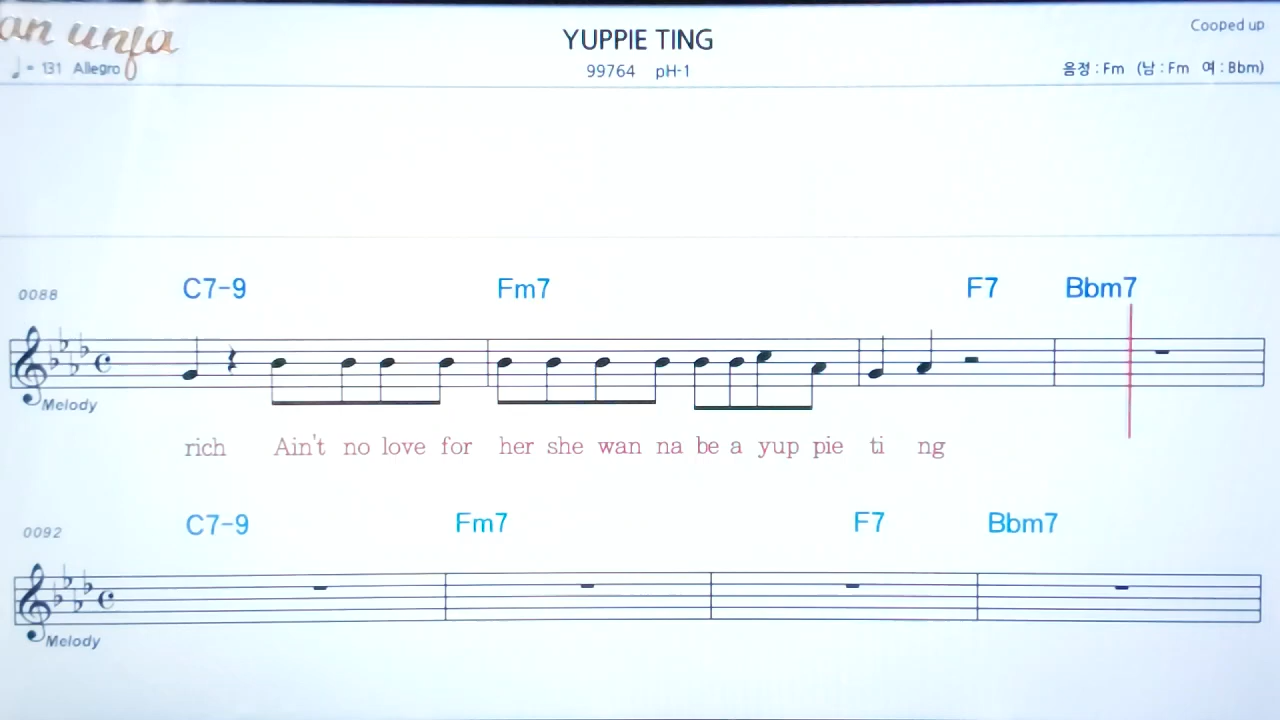 YUPPIE TING
Cooped up
♩= 131 Allegro
99764 pH-1
음정 : Fm (남 : Fm 여 : Bbm)
C7-9 Fm7 F7 Bbm7
0088
Melody
rich Ain't no love for her she wan na be a yup pie ti ng
C7-9 Fm7 F7 Bbm7
0092
Melody